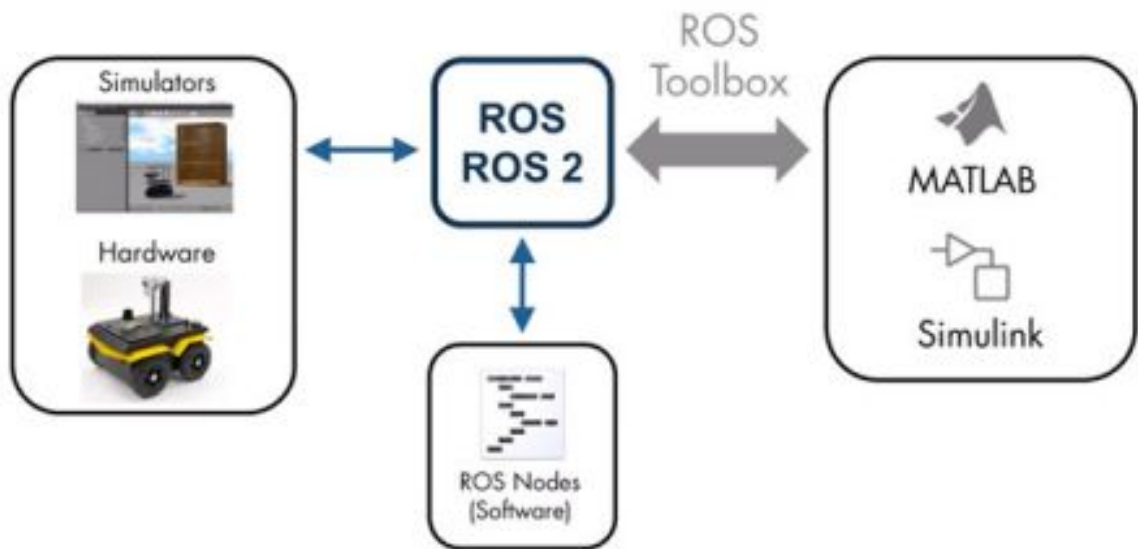 Simulators
Hardware
ROS
ROS 2
ROS Nodes
(Software)
ROS
Toolbox
MATLAB
Simulink